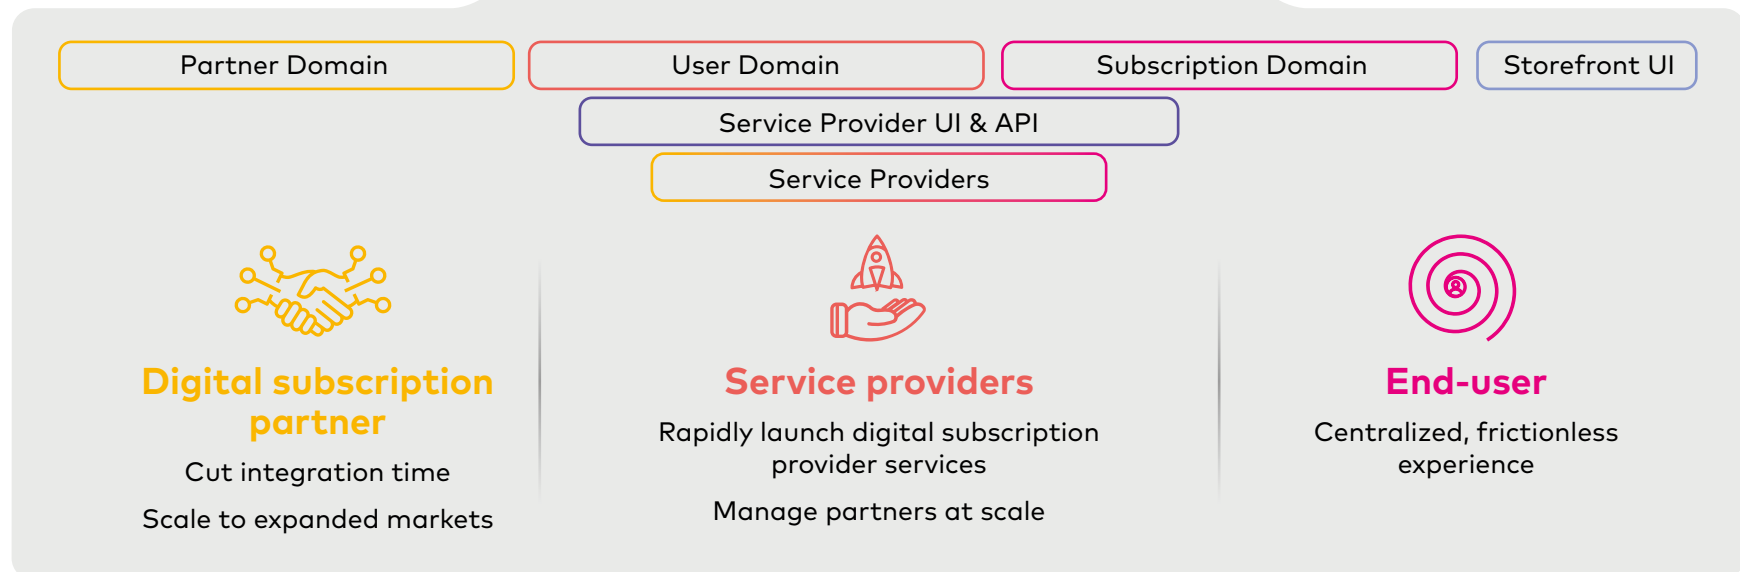 Partner Domain
User Domain
Subscription Domain
Storefront UI
Service Provider UI & API
Service Providers
Digital subscription
partner
Cut integration time
Scale to expanded markets
Service providers
Rapidly launch digital subscription
provider services
Manage partners at scale
End-user
Centralized, frictionless
experience